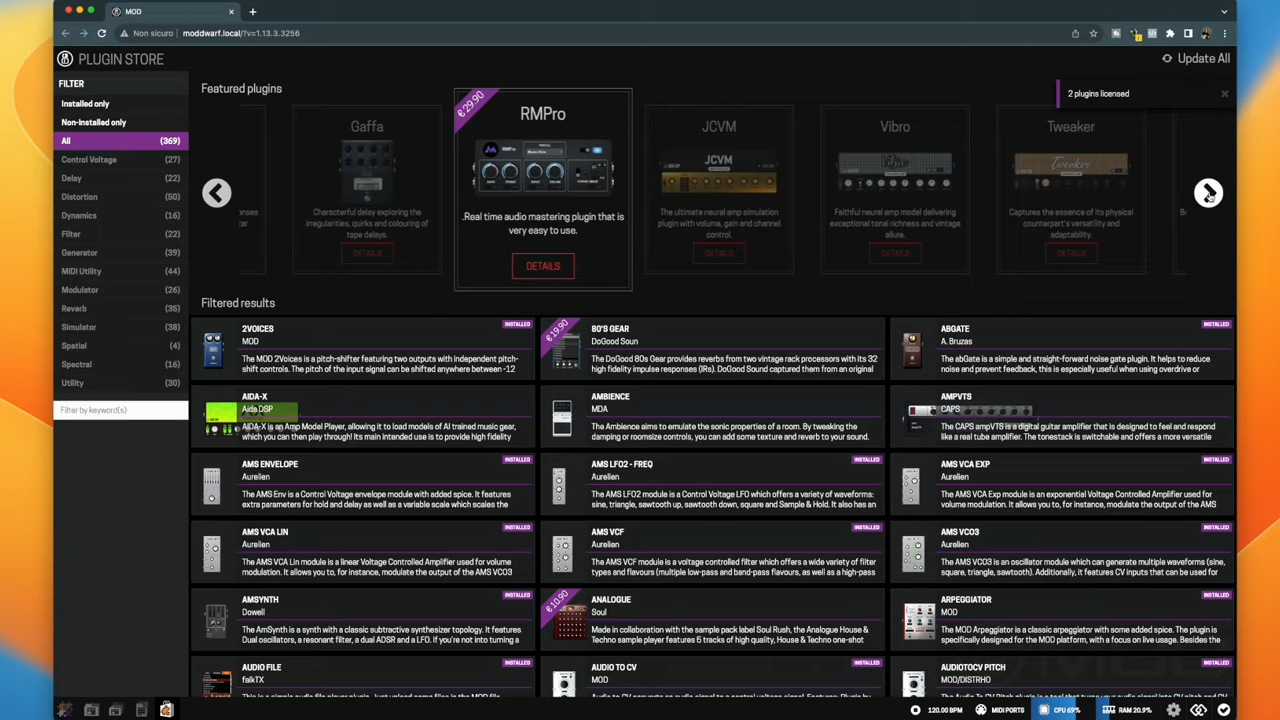 MOD
Non sicuro | moddwarf.local/?v=1.13.3.3256
PLUGIN STORE
Update All
FILTER
Installed only
Non-Installed only
All (369)
Control Voltage (27)
Delay (22)
Distortion (50)
Dynamics (16)
Filter (22)
Generator (39)
MIDI Utility (44)
Modulator (26)
Reverb (35)
Simulator (38)
Spatial (4)
Spectral (16)
Utility (30)
Filter by keyword(s)
Featured plugins
2 plugins licensed
Gaffa
Characterful delay exploring the
irregularities, quirks and colouring of
tape delays.
DETAILS
€ 29.90
RMPro
.Real time audio mastering plugin that is
very easy to use.
DETAILS
JCVM
JCVM
The ultimate neural amp simulation
plugin with volume, gain and channel
control.
DETAILS
Vibro
Vibro
Faithful neural amp model delivering
exceptional tonal richness and vintage
allure.
DETAILS
Tweaker
Tweaker
Captures the essence of its physical
counterpart's versatility and
adaptability.
DETAILS
Filtered results
2VOICES
INSTALLED
MOD
The MOD 2Voices is a pitch-shifter featuring two outputs with independent pitch-
shift controls. The pitch of the input signal can be shifted anywhere between -12
€ 19.90
80'S GEAR
DoGood Soun
The DoGood 80s Gear provides reverbs from two vintage rack processors with its 32
high fidelity impulse responses (IRs). DoGood Sound captured them from an original
ABGATE
INSTALLED
A. Bruzas
The abGate is a simple and straight-forward noise gate plugin. It helps to reduce
noise and prevent feedback, this is especially useful when using overdrive or
AIDA-X
Aida DSP
AIDA-X is an Amp Model Player, allowing it to load models of AI trained music gear,
which you can then play through! Its main intended use is to provide high fidelity
AMBIENCE
MDA
The Ambience aims to emulate the sonic properties of a room. By tweaking the
damping or roomsize controls, you can add some texture and reverb to your sound.
AMPVTS
CAPS
The CAPS ampVTS is a digital guitar amplifier that is designed to feel and respond
like a real tube amplifier. The tonestack is switchable and offers a more versatile
AMS ENVELOPE
INSTALLED
Aurelien
The AMS Env is a Control Voltage envelope module with added spice. It features
extra parameters for hold and delay as well as a variable scale which scales the
AMS LFO2 - FREQ
INSTALLED
Aurelien
The AMS LFO2 module is a Control Voltage LFO which offers a variety of waveforms:
sine, triangle, sawtooth up, sawtooth down, square and Sample & Hold. It also has an
AMS VCA EXP
INSTALLED
Aurelien
The AMS VCA Exp module is an exponential Voltage Controlled Amplifier used for
volume modulation. It allows you to, for instance, modulate the output of the AMS
AMS VCA LIN
INSTALLED
Aurelien
The AMS VCA Lin module is a linear Voltage Controlled Amplifier used for volume
modulation. It allows you to, for instance, modulate the output of the AMS VCO3
AMS VCF
INSTALLED
Aurelien
The AMS VCF module is a voltage controlled filter which offers a wide variety of filter
types and flavours (multiple low-pass and band-pass flavours, as well as a high-pass
AMS VCO3
INSTALLED
Aurelien
The AMS VCO3 is an oscillator module which can generate multiple waveforms (sine,
square, triangle, sawtooth). Additionally, it features CV inputs that can be used for
AMSYNTH
INSTALLED
Dowell
The AmSynth is a synth with a classic subtractive synthesizer topology. It features
Dual oscillators, a resonant filter, a dual ADSR and a LFO. If you're not into turning a
€ 10.90
ANALOGUE
Soul
Made in collaboration with the sample pack label Soul Rush, the Analogue House &
Techno sample player features 5 tracks of high quality, House & Techno one-shot
ARPEGGIATOR
INSTALLED
MOD
The MOD Arpeggiator is a classic arpeggiator with some added spice. The plugin is
specifically designed for the MOD platform, with a focus on live usage. Besides the
AUDIO FILE
INSTALLED
falkTX
AUDIO TO CV
INSTALLED
MOD
AUDIOTOCV PITCH
INSTALLED
MOD/DISTRHO
120.00 BPM
MIDI PORTS
CPU 69%
RAM 20.9%